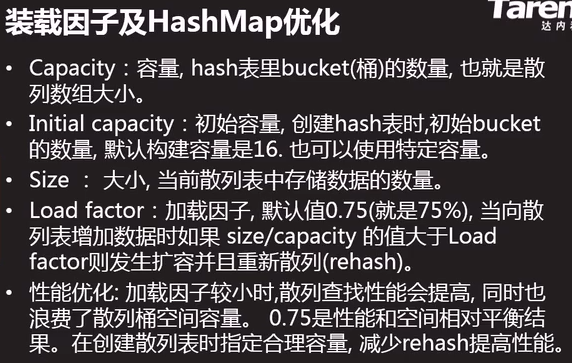 装载因子及HashMap优化
Taren
达内
• Capacity：容量, hash表里bucket(桶)的数量, 也就是散
列数组大小。
• Initial capacity：初始容量, 创建hash表时,初始bucket
的数量, 默认构建容量是16. 也可以使用特定容量。
• Size ： 大小, 当前散列表中存储数据的数量。
• Load factor：加载因子, 默认值0.75(就是75%), 当向散
列表增加数据时如果 size/capacity 的值大于Load
factor则发生扩容并且重新散列(rehash)。
• 性能优化: 加载因子较小时,散列查找性能会提高, 同时也
浪费了散列桶空间容量。 0.75是性能和空间相对平衡结
果。在创建散列表时指定合理容量, 减少rehash提高性能。